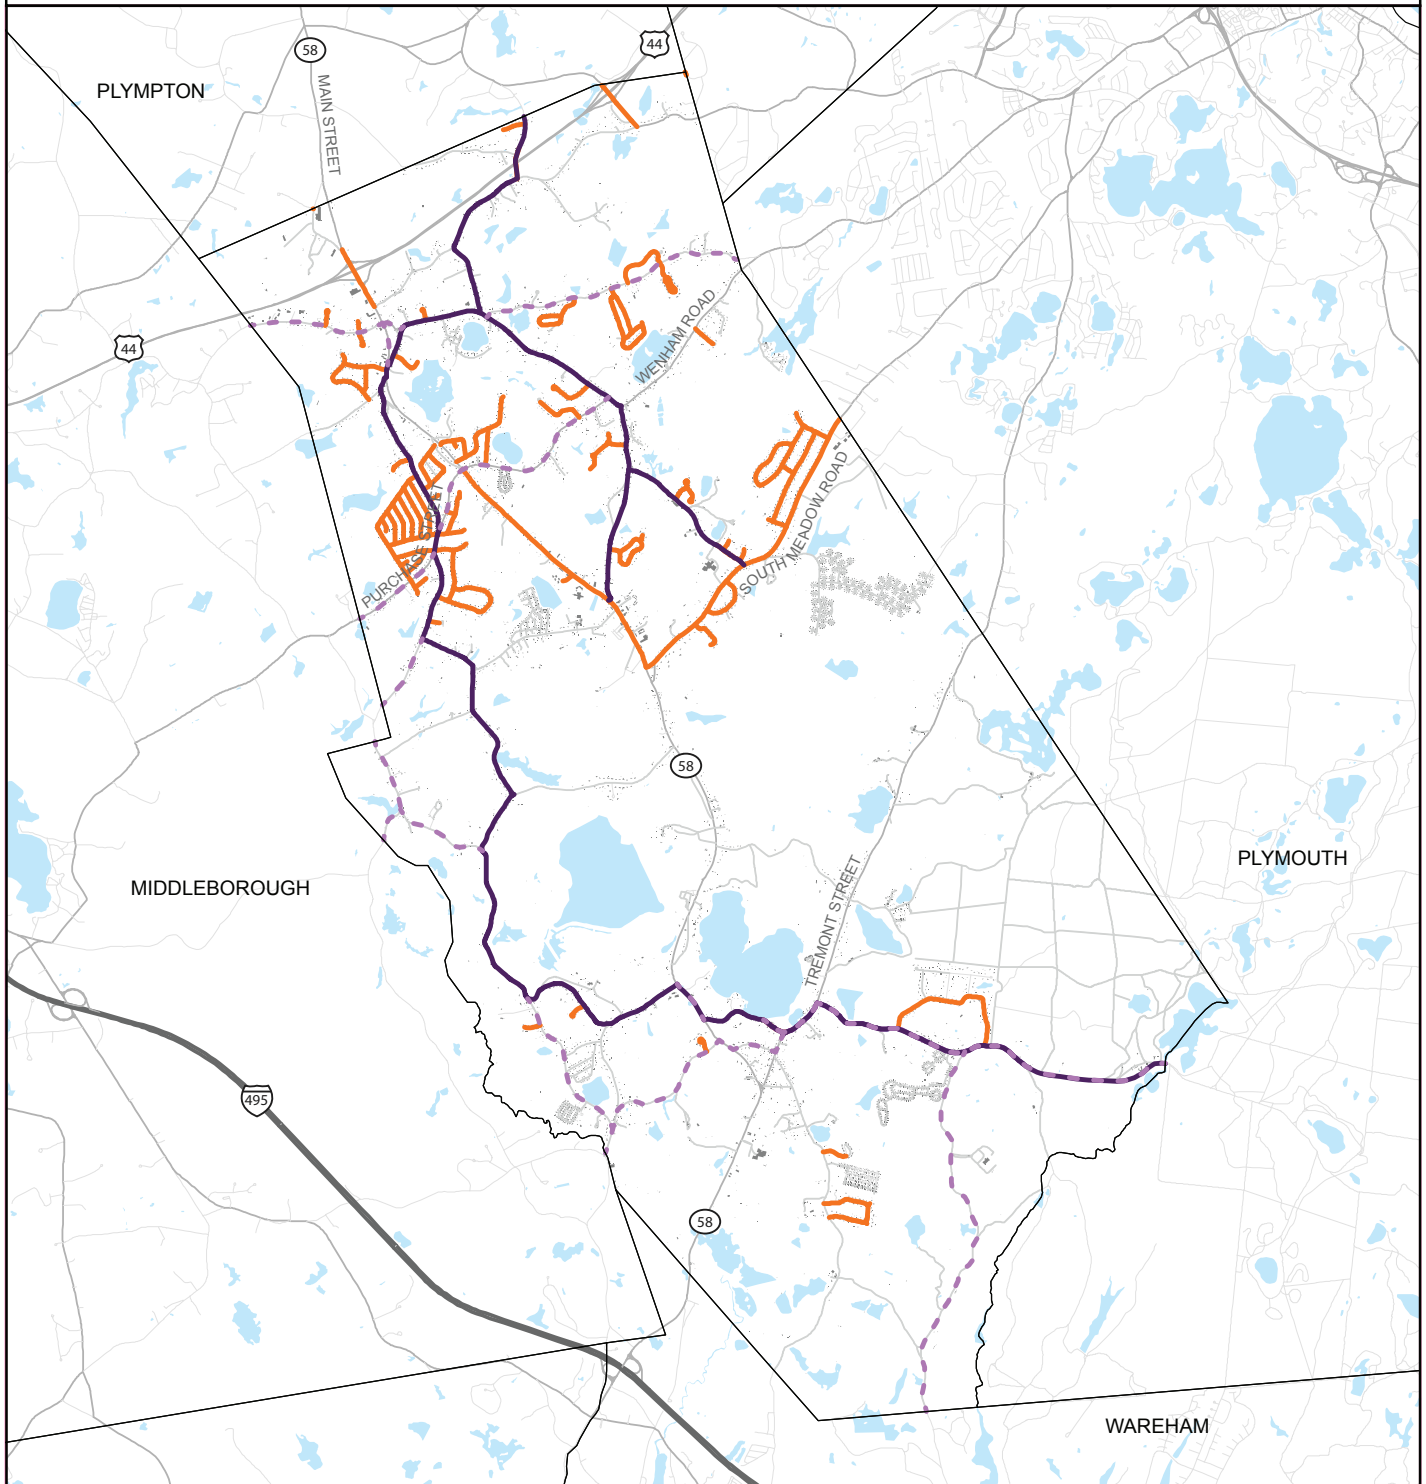 58
44
PLYMPTON
MAIN STREET
WENHAM ROAD
44
SOUTH MEADOW ROAD
PURCHASE STREET
58
PLYMOUTH
MIDDLEBOROUGH
TREMONT STREET
495
58
WAREHAM